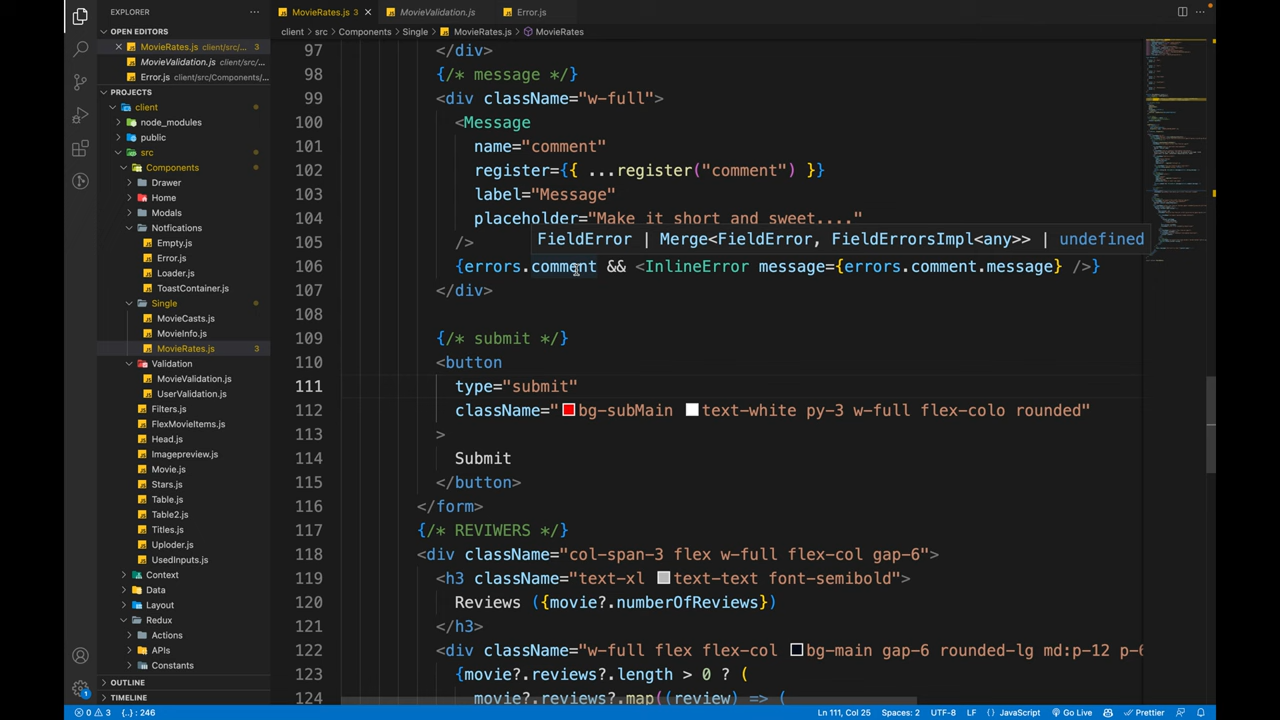 EXPLORER
MovieRates.js 3
MovieValidation.js
Error.js
client > src > Components > Single > MovieRates.js > MovieRates
OPEN EDITORS
MovieRates.js client/src/... 3
MovieValidation.js client/sr...
Error.js client/src/Components/...
PROJECTS
client
node_modules
public
src
Components
Drawer
Home
Modals
Notfications
Empty.js
Error.js
Loader.js
ToastContainer.js
Single
MovieCasts.js
MovieInfo.js
MovieRates.js 3
Validation
MovieValidation.js
UserValidation.js
Filters.js
FlexMovieItems.js
Head.js
Imagepreview.js
Movie.js
Stars.js
Table.js
Table2.js
Titles.js
Uploder.js
UsedInputs.js
Context
Data
Layout
Redux
Actions
APIs
Constants
OUTLINE
TIMELINE
97 </div>
98 {/* message */}
99 <div className="w-full">
100 <Message
101 name="comment"
102 register={{ ...register("comment") }}
103 label="Message"
104 placeholder="Make it short and sweet...."
105 />
FieldError | Merge<FieldError, FieldErrorsImpl<any>> | undefined
106 {errors.comment && <InlineError message={errors.comment.message} />}
107 </div>
108
109 {/* submit */}
110 <button
111 type="submit"
112 className="bg-subMain text-white py-3 w-full flex-colo rounded"
113 >
114 Submit
115 </button>
116 </form>
117 {/* REVIWERS */}
118 <div className="col-span-3 flex w-full flex-col gap-6">
119 <h3 className="text-xl text-text font-semibold">
120 Reviews ({movie?.numberOfReviews})
121 </h3>
122 <div className="w-full flex flex-col bg-main gap-6 rounded-lg md:p-12 p-6
123 {movie?.reviews?.length > 0 ? (
124 movie?.reviews?.map((review) => (
1
0 3 {..} : 246
Ln 111, Col 25 Spaces: 2 UTF-8 LF {} JavaScript Go Live Prettier